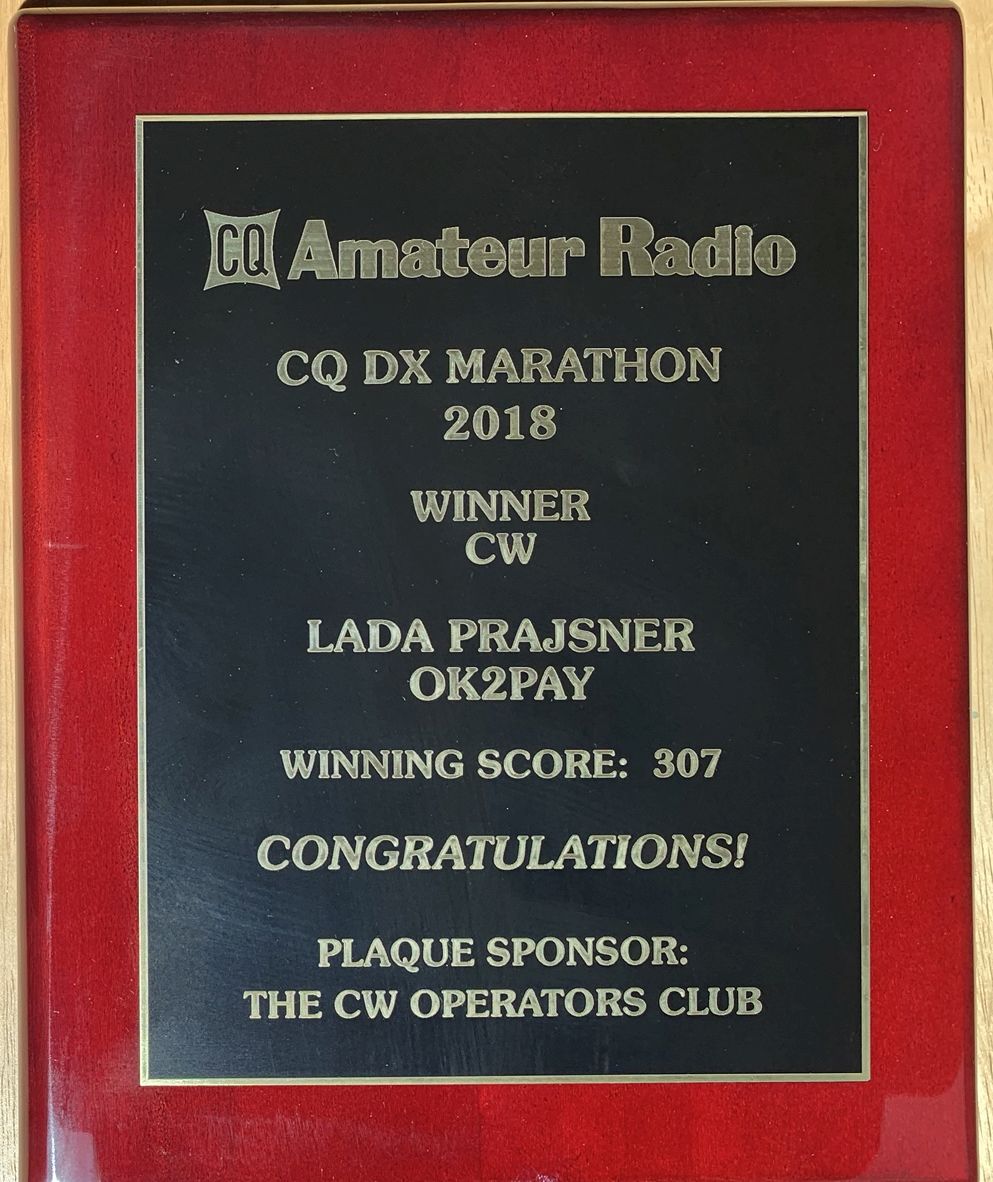 CQ Amateur Radio
CQ DX MARATHON
2018
WINNER
CW
LADA PRAJSNER
OK2PAY
WINNING SCORE: 307
CONGRATULATIONS!
PLAQUE SPONSOR:
THE CW OPERATORS CLUB